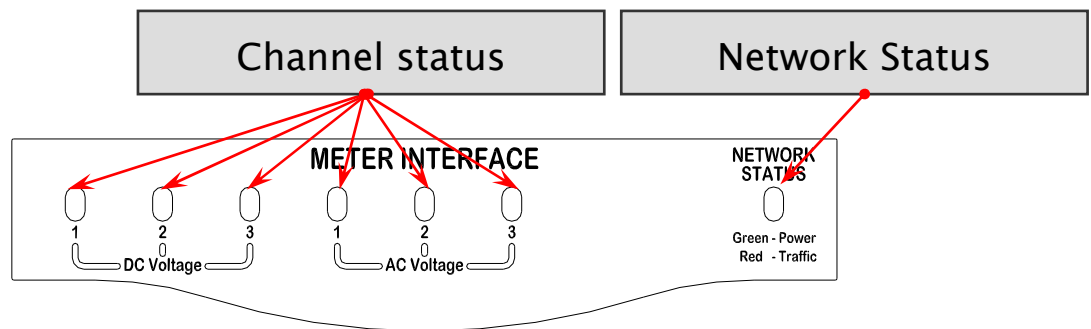 Channel status
Network Status
METER INTERFACE
NETWORK
STATUS
1 2 3 1 2 3
DC Voltage AC Voltage
Green - Power
Red - Traffic